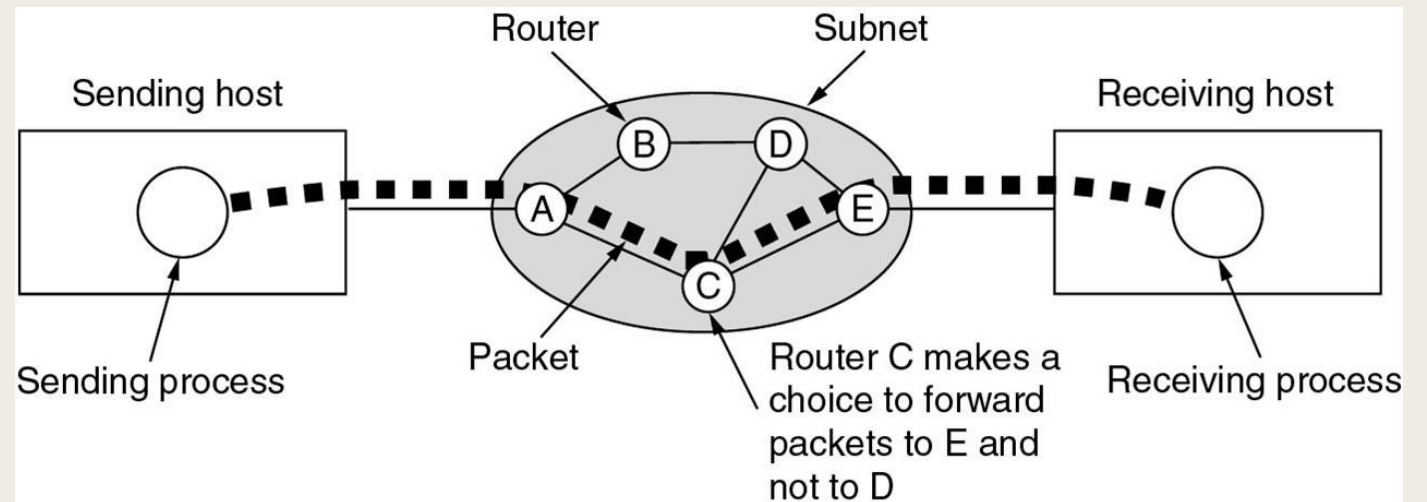 Router
Subnet
Sending host
Receiving host
B
D
A
E
C
Packet
Router C makes a
choice to forward
packets to E and
not to D
Sending process
Receiving process